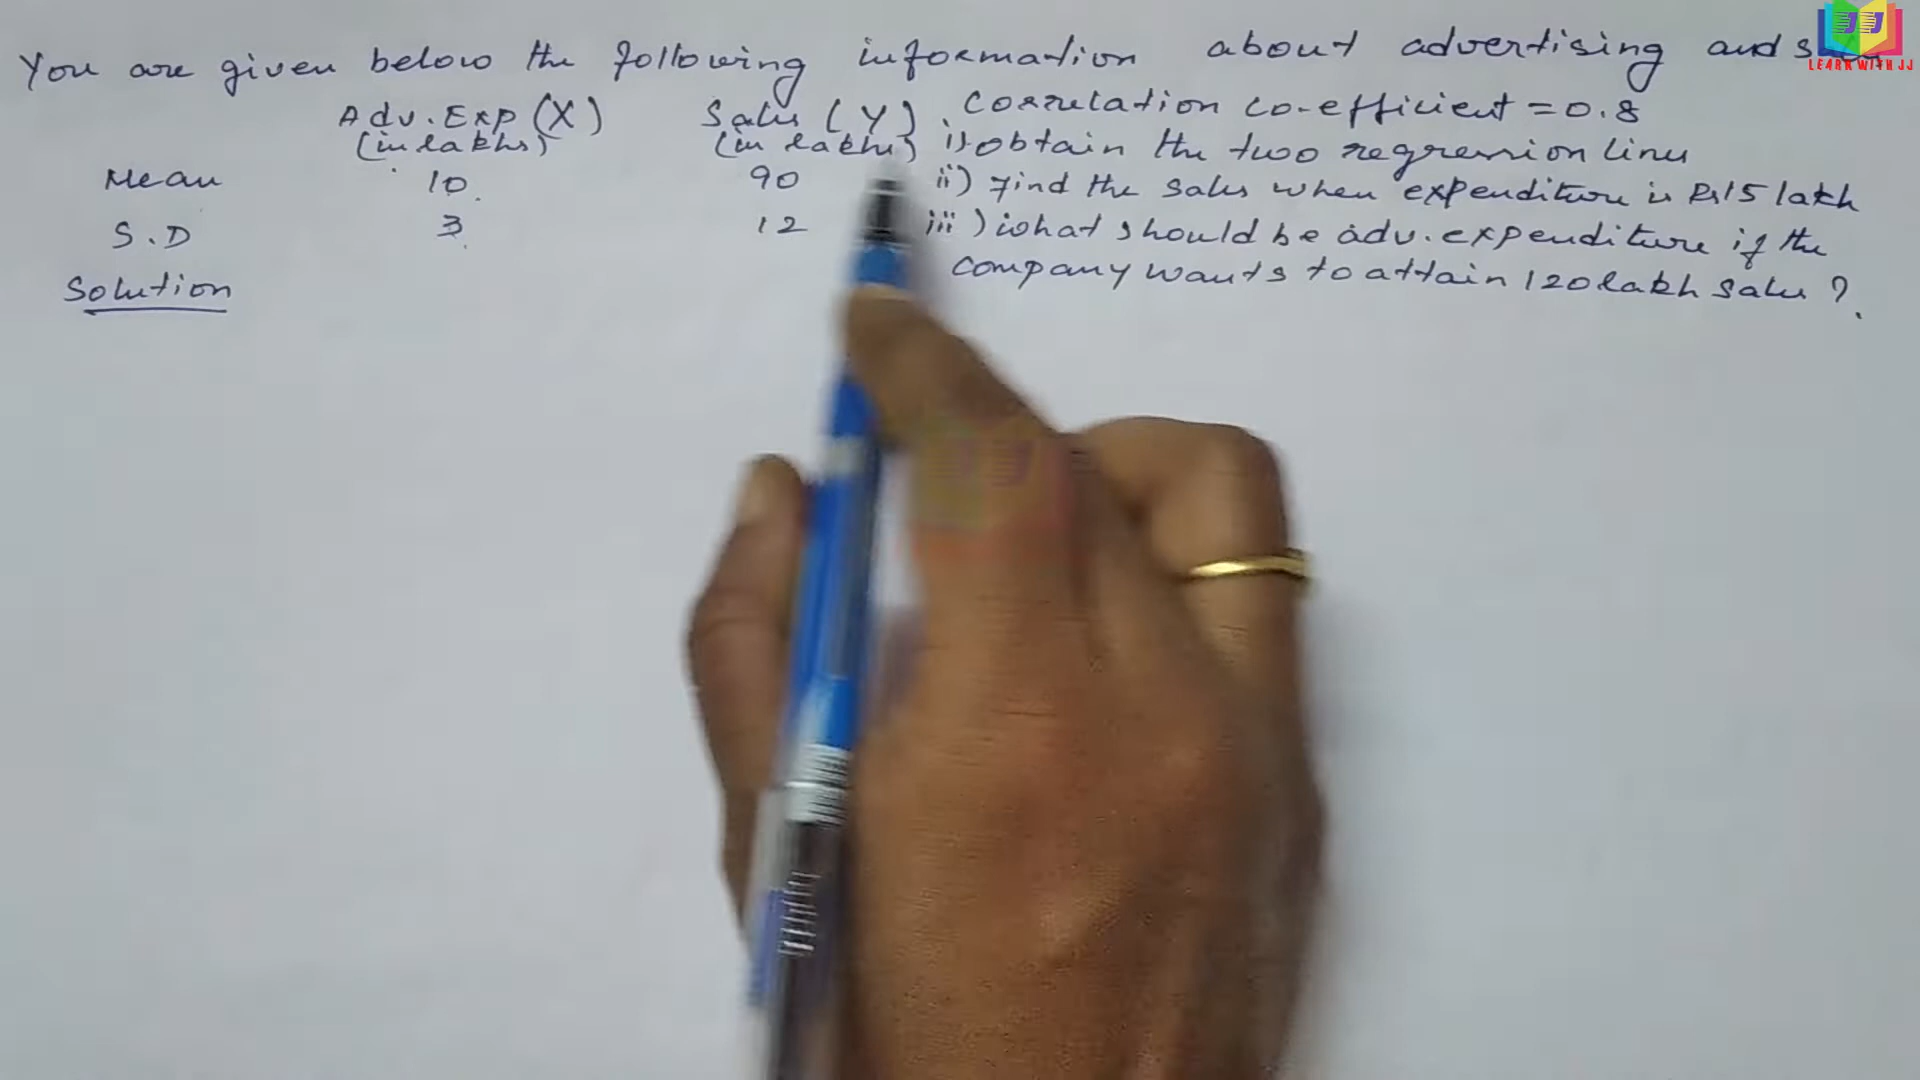 You are given below the following information about advertising and
Adv. Exp (X) Sales (Y) Correlation co-efficient = 0.8
(in lakhs) (in lakhs) i) obtain the two regression lines
Mean 10 90 ii) Find the sales when expenditure is Rs15 lakh
S.D 3 12 iii) what should be adv. expenditure if the
company wants to attain 120 lakh sales ?
Solution
LEARN WITH JJ